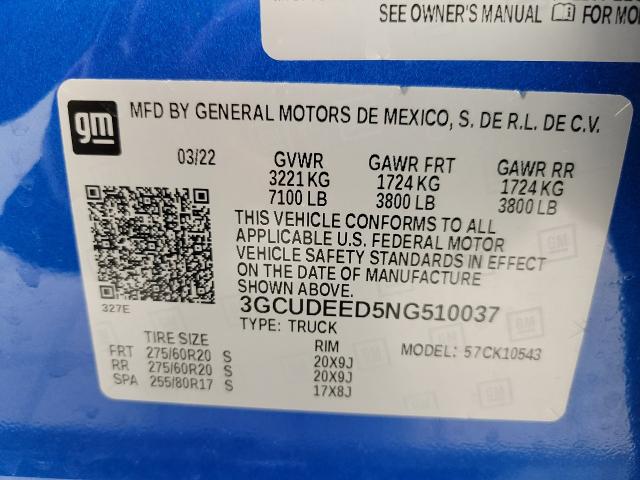 SEE OWNER'S MANUAL FOR
gm
MFD BY GENERAL MOTORS DE MEXICO, S. DE R.L. DE C.V.
03/22 GVWR GAWR FRT GAWR RR
3221 KG 1724 KG 1724 KG
7100 LB 3800 LB 3800 LB
THIS VEHICLE CONFORMS TO ALL
APPLICABLE U.S. FEDERAL MOTOR
VEHICLE SAFETY STANDARDS IN EFFECT
ON THE DATE OF MANUFACTURE
SHOWN ABOVE.
327E
3GCUDEED5NG510037
TYPE: TRUCK
TIRE SIZE RIM MODEL: 57CK10543
FRT 275/60R20 S 20X9J
RR 275/60R20 S 20X9J
SPA 255/80R17 S 17X8J